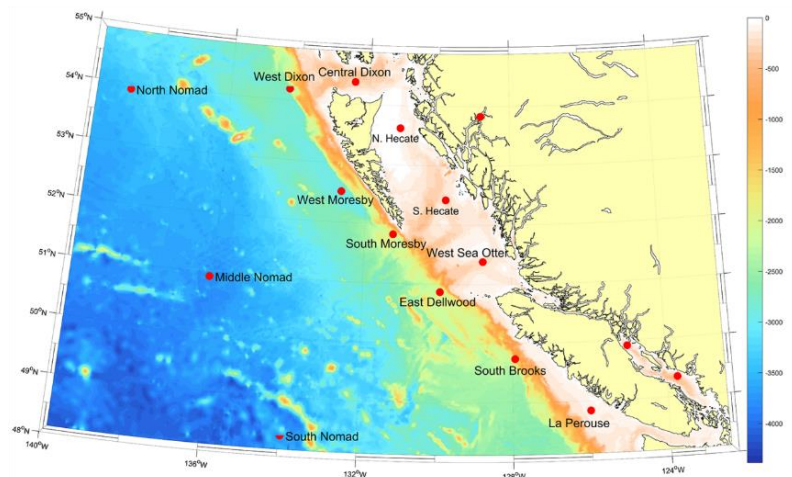 56°N
0
West Dixon
Central Dixon
54°N
North Nomad
-500
N. Hecate
53°N
-1000
52°N
West Moresby
S. Hecate
-1500
South Moresby
West Sea Otter
51°N
-2000
Middle Nomad
East Dellwood
50°N
-2500
49°N
South Brooks
-3000
La Perouse
48°N
South Nomad
-3500
140°W
136°W
132°W
128°W
124°W
-4000